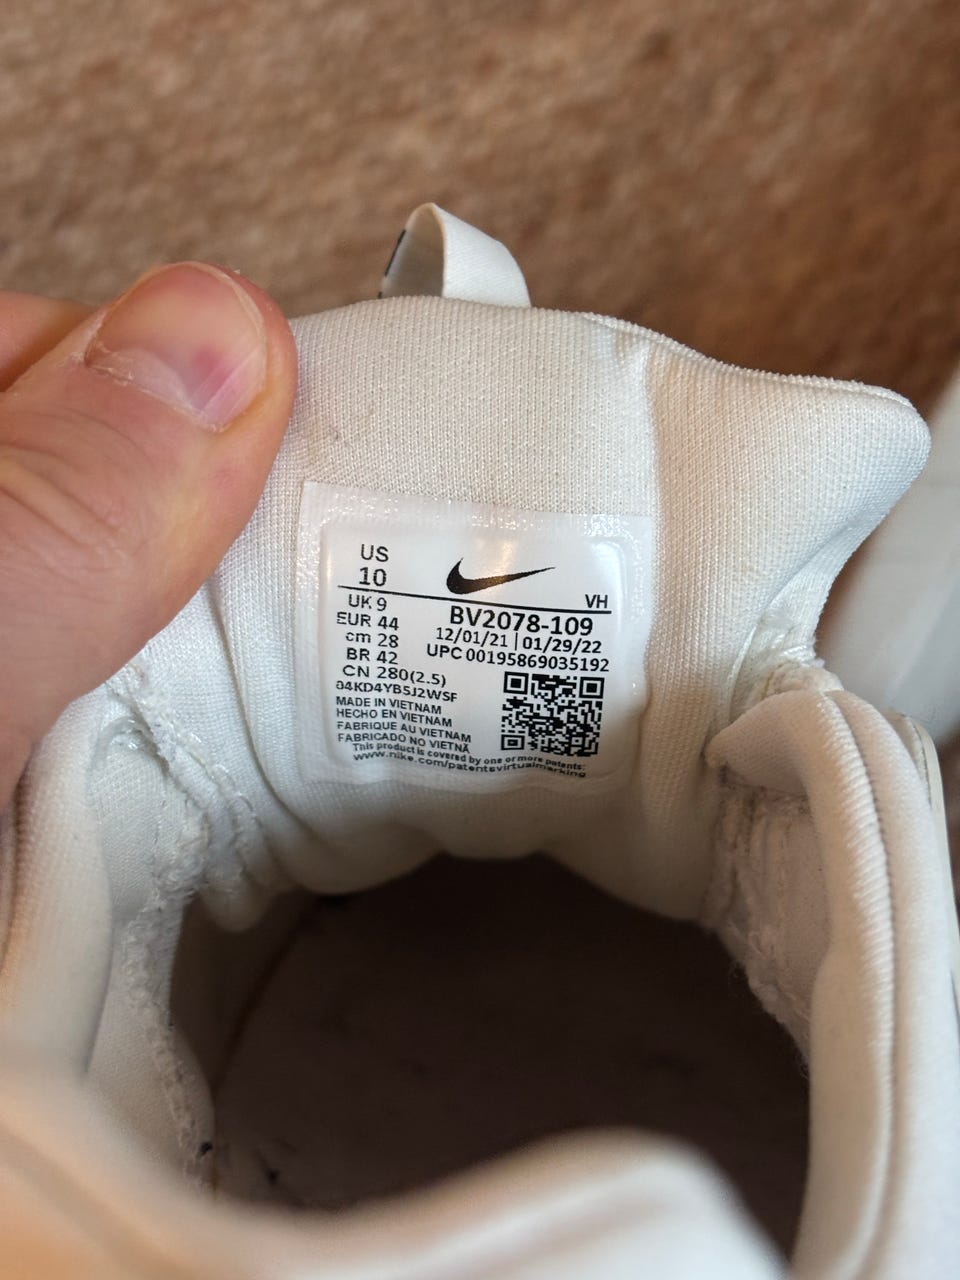 US
10
VH
UK 9
BV2078-109
EUR 44
12/01/21 | 01/29/22
cm 28
UPC 00195869035192
BR 42
CN 280(2.5)
04KD4YB5J2WSF
MADE IN VIETNAM
HECHO EN VIETNAM
FABRIQUE AU VIETNAM
FABRICADO NO VIETNÃ
This product is covered by one or more patents:
www.nike.com/patentsvirtualmarking